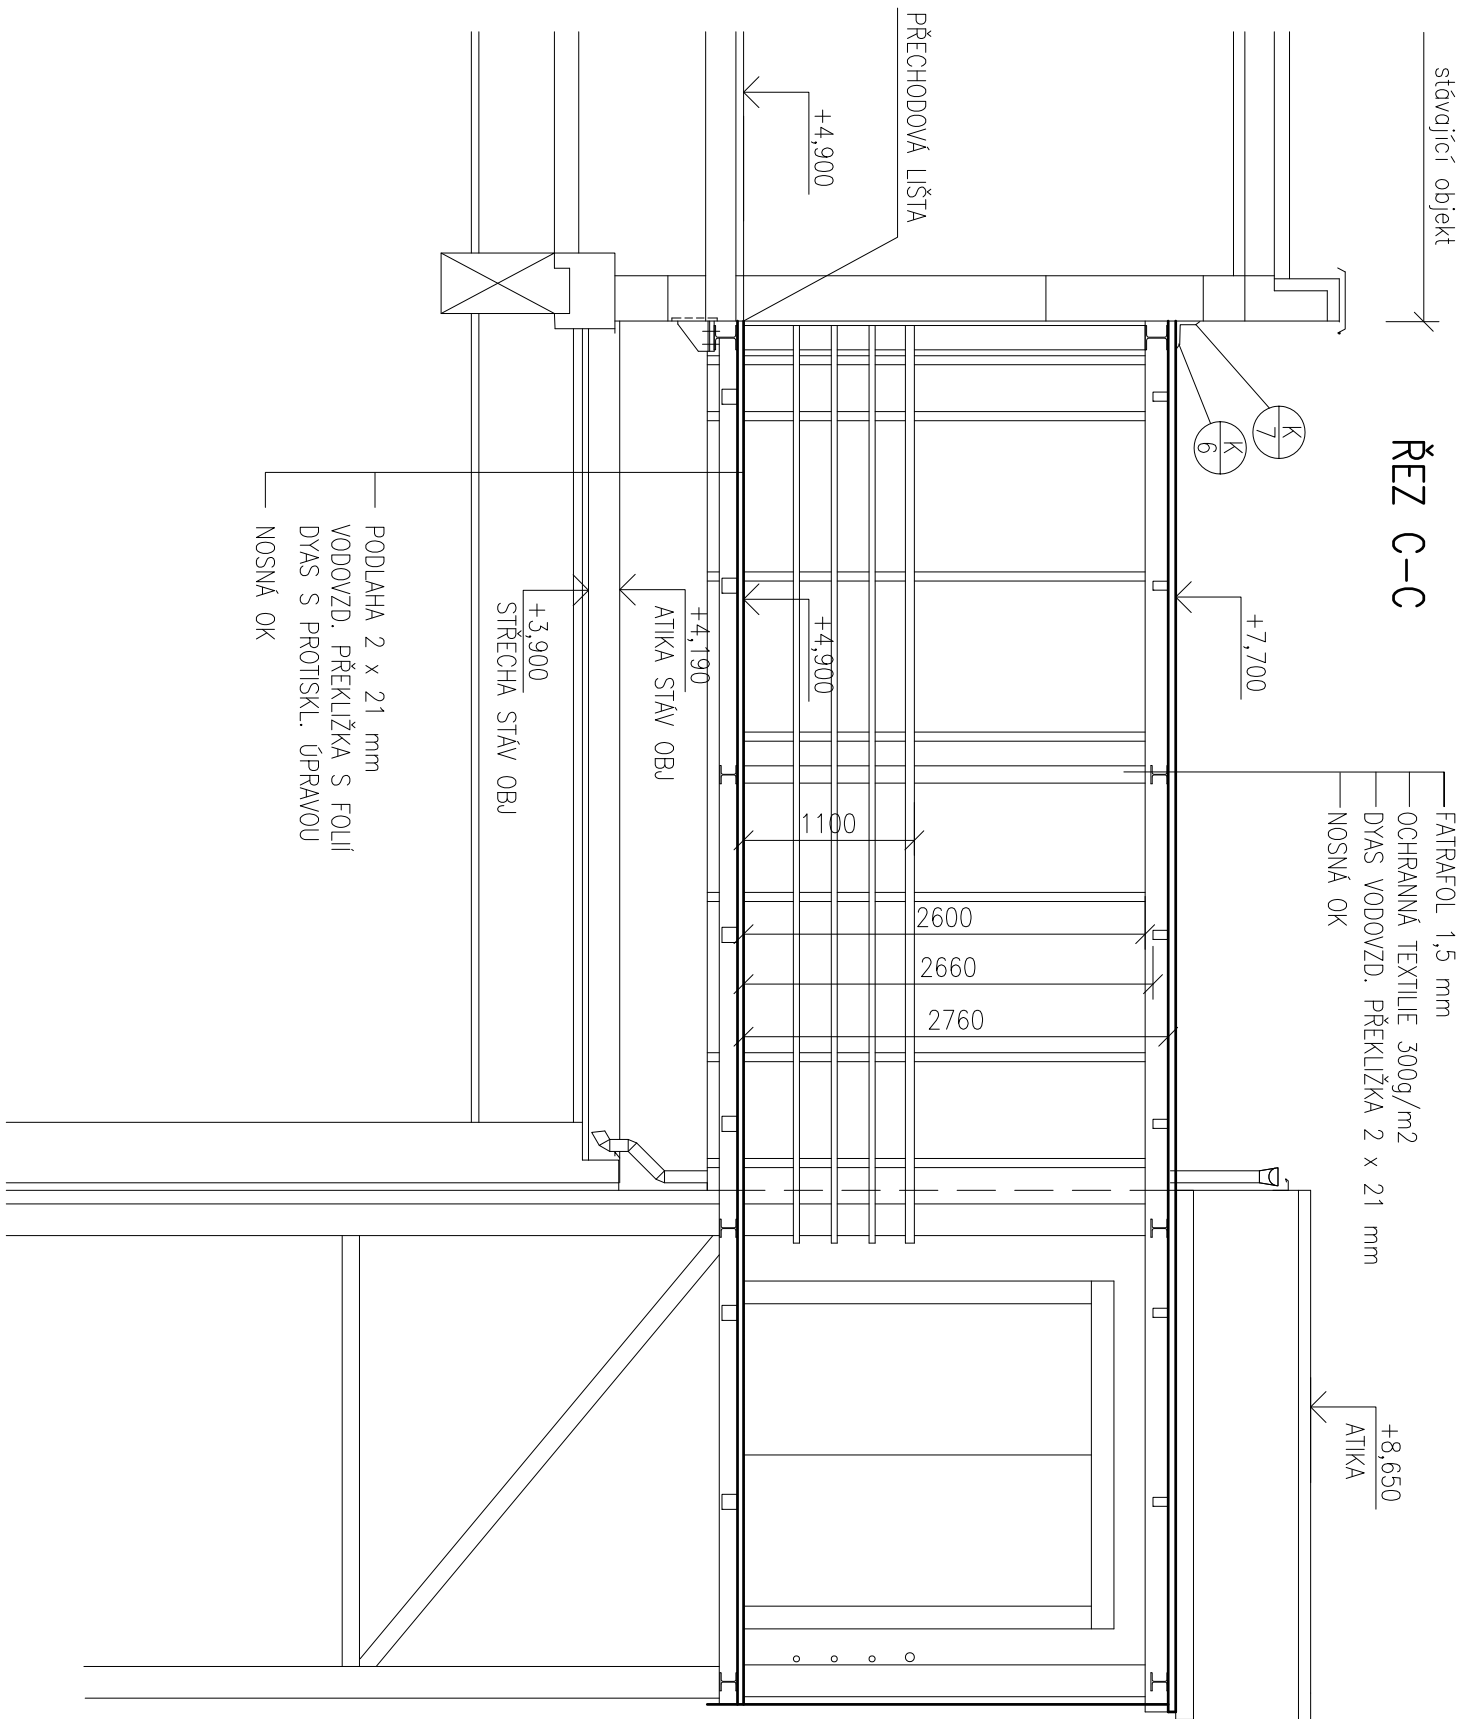 stávající objekt
ŘEZ C-C
FATRAFOL 1,5 mm
OCHRANNÁ TEXTILIE 300g/m2
DYAS VODOVZD. PŘEKLIŽKA 2 x 21 mm
NOSNÁ OK
+8,650
ATIKA
K
7
K
6
+7,700
PŘECHODOVÁ LIŠTA
+4,900
+4,900
1100
2600
2660
2760
+4,190
ATIKA STÁV OBJ
+3,900
STŘECHA STÁV OBJ
PODLAHA 2 x 21 mm
VODOVZD. PŘEKLIŽKA S FOLIÍ
DYAS S PROTISKL. ÚPRAVOU
NOSNÁ OK